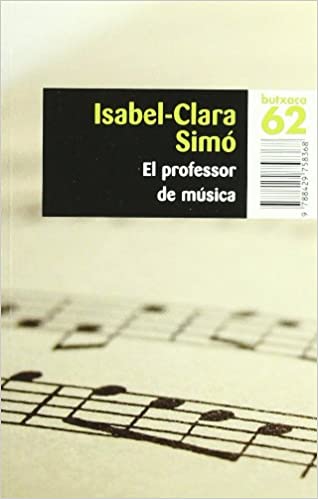 Isabel-Clara
Simó
El professor
de música
butxaca
62
9 788429 758368